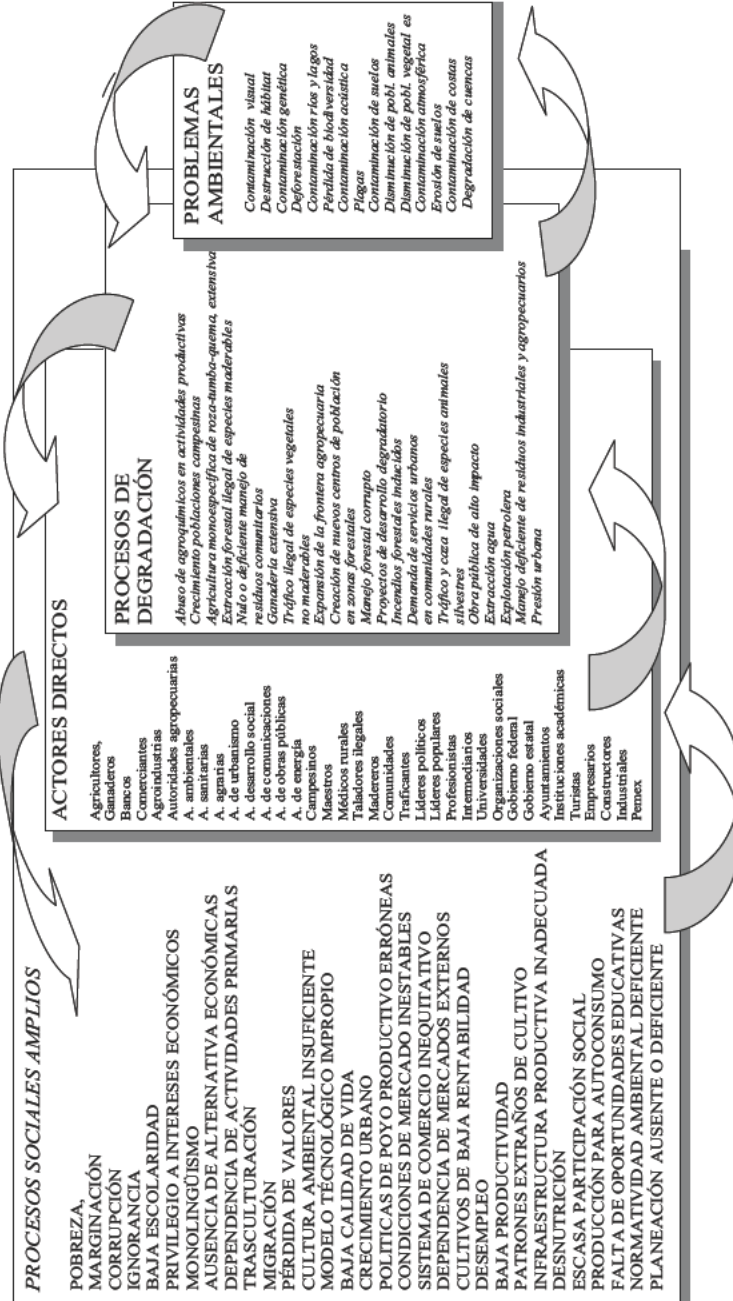 PROCESOS SOCIALES AMPLIOS
POBREZA,
MARGINACIÓN
CORRUPCIÓN
IGNORANCIA
BAJA ESCOLARIDAD
PRIVILEGIO A INTERESES ECONÓMICOS
MONOLINGÜISMO
AUSENCIA DE ALTERNATIVA ECONÓMICAS
DEPENDENCIA DE ACTIVIDADES PRIMARIAS
TRASCULTURACIÓN
MIGRACIÓN
PÉRDIDA DE VALORES
CULTURA AMBIENTAL INSUFICIENTE
MODELO TÉCNOLÓGICO IMPROPIO
BAJA CALIDAD DE VIDA
CRECIMIENTO URBANO
POLITICAS DE POYO PRODUCTIVO ERRÓNEAS
CONDICIONES DE MERCADO INESTABLES
SISTEMA DE COMERCIO INEQUITATIVO
DEPENDENCIA DE MERCADOS EXTERNOS
CULTIVOS DE BAJA RENTABILIDAD
DESEMPLEO
BAJA PRODUCTIVIDAD
PATRONES EXTRAÑOS DE CULTIVO
INFRAESTRUCTURA PRODUCTIVA INADECUADA
DESNUTRICIÓN
ESCASA PARTICIPACIÓN SOCIAL
PRODUCCIÓN PARA AUTOCONSUMO
FALTA DE OPORTUNIDADES EDUCATIVAS
NORMATIVIDAD AMBIENTAL DEFICIENTE
PLANEACIÓN AUSENTE O DEFICIENTE
ACTORES DIRECTOS
Agricultores,
Ganaderos
Bancos
Comerciantes
Agroindustrias
Autoridades agropecuarias
A. ambientales
A. sanitarias
A. agrarias
A. de urbanismo
A. desarrollo social
A. de comunicaciones
A. de obras públicas
A. de energía
Campesinos
Maestros
Médicos rurales
Taladores ilegales
Madereros
Comunidades
Traficantes
Líderes políticos
Líderes populares
Profesionistas
Intermediarios
Universidades
Organizaciones sociales
Gobierno federal
Gobierno estatal
Ayuntamientos
Instituciones académicas
Turistas
Empresarios
Constructores
Industriales
Pemex
PROCESOS DE
DEGRADACIÓN
Abuso de agroquímicos en actividades productivas
Crecimiento poblaciones campesinas
Agricultura monoespecífica de roza-tumba-quema, extensiva
Extracción forestal ilegal de especies maderables
Nulo o deficiente manejo de
residuos comunitarios
Ganadería extensiva
Tráfico ilegal de especies vegetales
no maderables
Expansión de la frontera agropecuaria
Creación de nuevos centros de población
en zonas forestales
Manejo forestal corrupto
Proyectos de desarrollo degradatorio
Incendios forestales inducidos
Demanda de servicios urbanos
en comunidades rurales
Tráfico y caza ilegal de especies animales
silvestres
Obra pública de alto impacto
Extracción agua
Explotación petrolera
Manejo deficiente de residuos industriales y agropecuarios
Presión urbana
PROBLEMAS
AMBIENTALES
Contaminación visual
Destrucción de hábitat
Contaminación genética
Deforestación
Contaminación ríos y lagos
Pérdida de biodiversidad
Contaminación acústica
Plagas
Contaminación de suelos
Disminución de pobl. animales
Disminución de pobl. vegetal es
Contaminación atmosférica
Erosión de suelos
Contaminación de costas
Degradación de cuencas